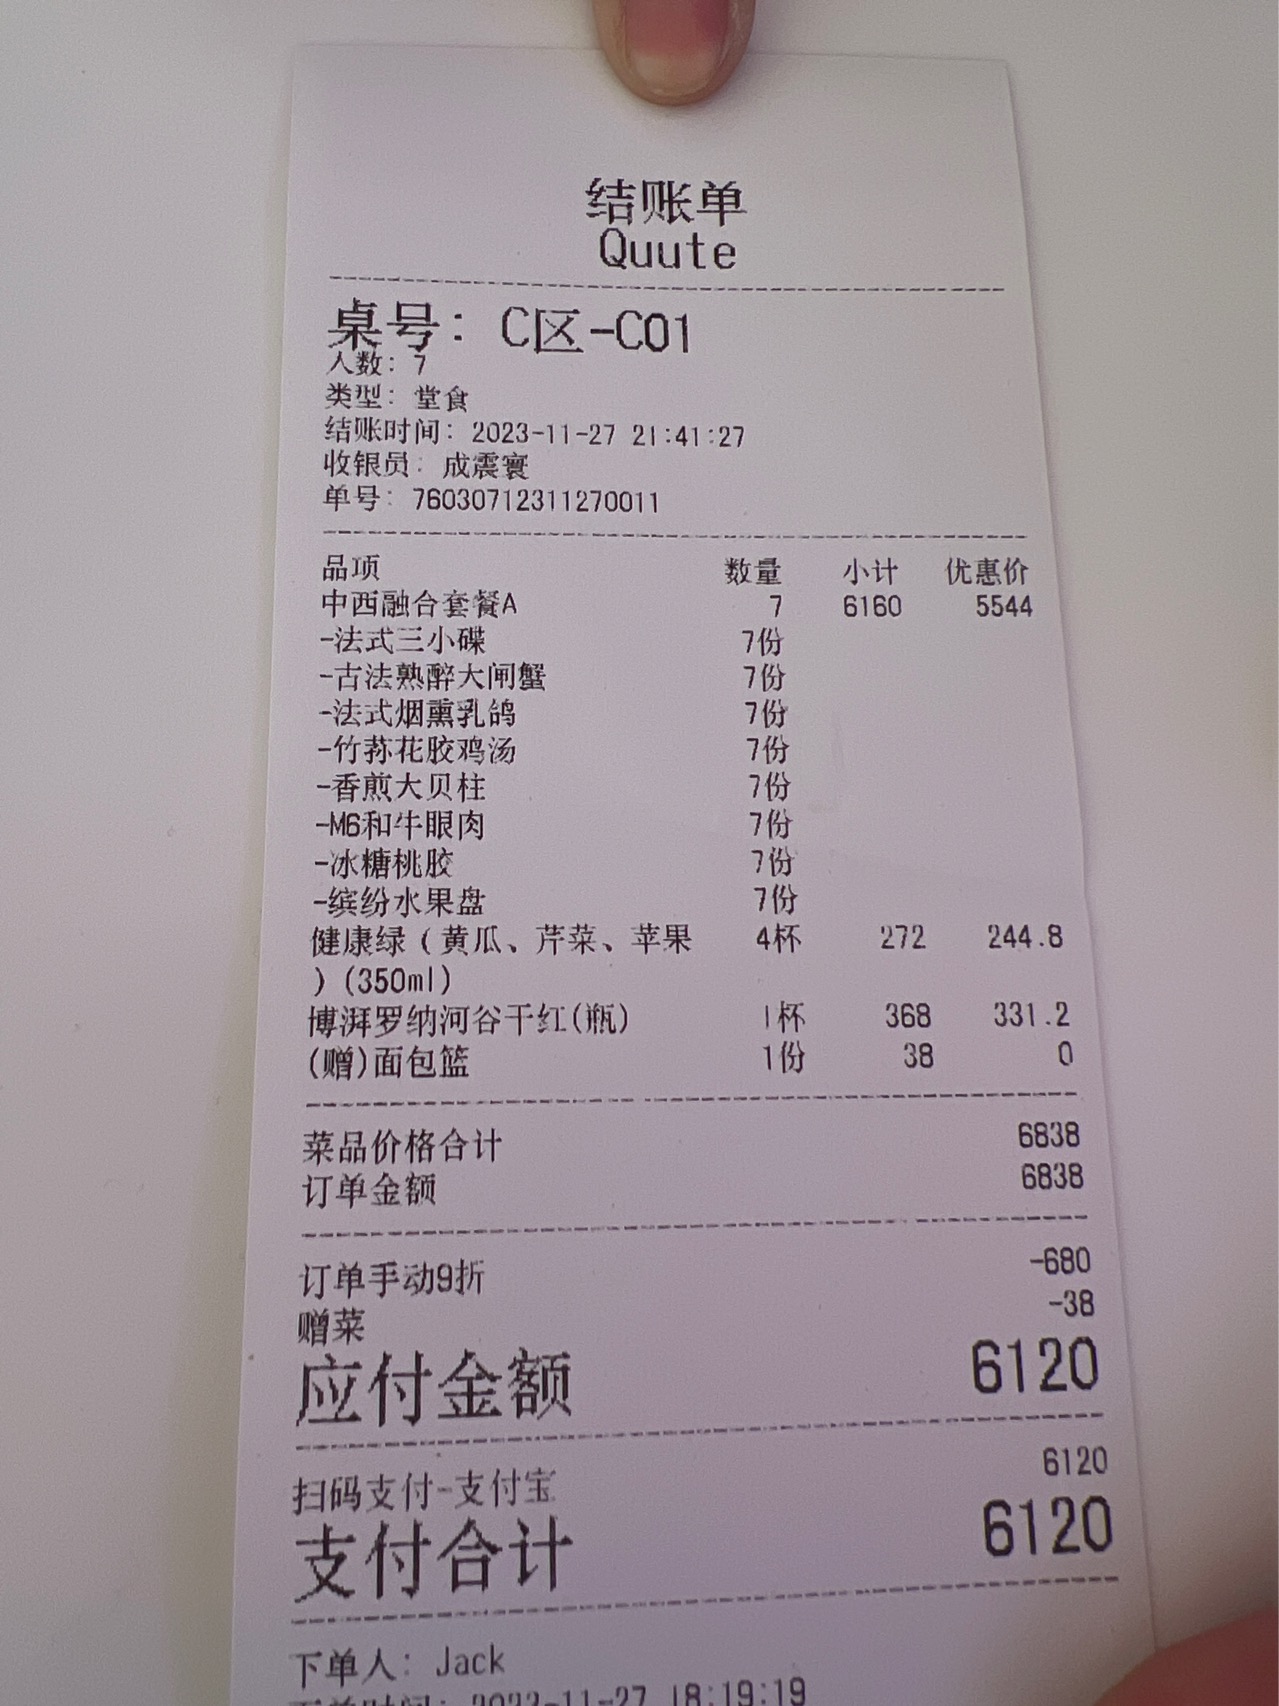 结账单
Quute
桌号: C区-C01
人数: 7
类型: 堂食
结账时间: 2023-11-27 21:41:27
收银员: 成震寰
单号: 76030712311270011
品项 数量 小计 优惠价
中西融合套餐A 7 6160 5544
-法式三小碟 7份
-古法熟醉大闸蟹 7份
-法式烟熏乳鸽 7份
-竹荪花胶鸡汤 7份
-香煎大贝柱 7份
-M6和牛眼肉 7份
-冰糖桃胶 7份
-缤纷水果盘 7份
健康绿(黄瓜、芹菜、苹果 4杯 272 244.8
)(350ml)
博湃罗纳河谷干红(瓶) 1杯 368 331.2
(赠)面包篮 1份 38 0
菜品价格合计 6838
订单金额 6838
订单手动9折 -680
赠菜 -38
应付金额 6120
扫码支付-支付宝 6120
支付合计 6120
下单人: Jack
下单时间: 2023-11-27 18:19:19